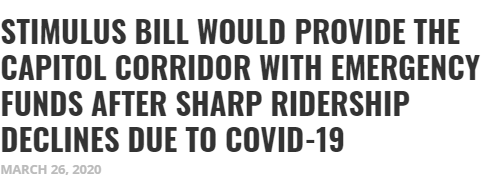 STIMULUS BILL WOULD PROVIDE THE
CAPITOL CORRIDOR WITH EMERGENCY
FUNDS AFTER SHARP RIDERSHIP
DECLINES DUE TO COVID-19
MARCH 26, 2020